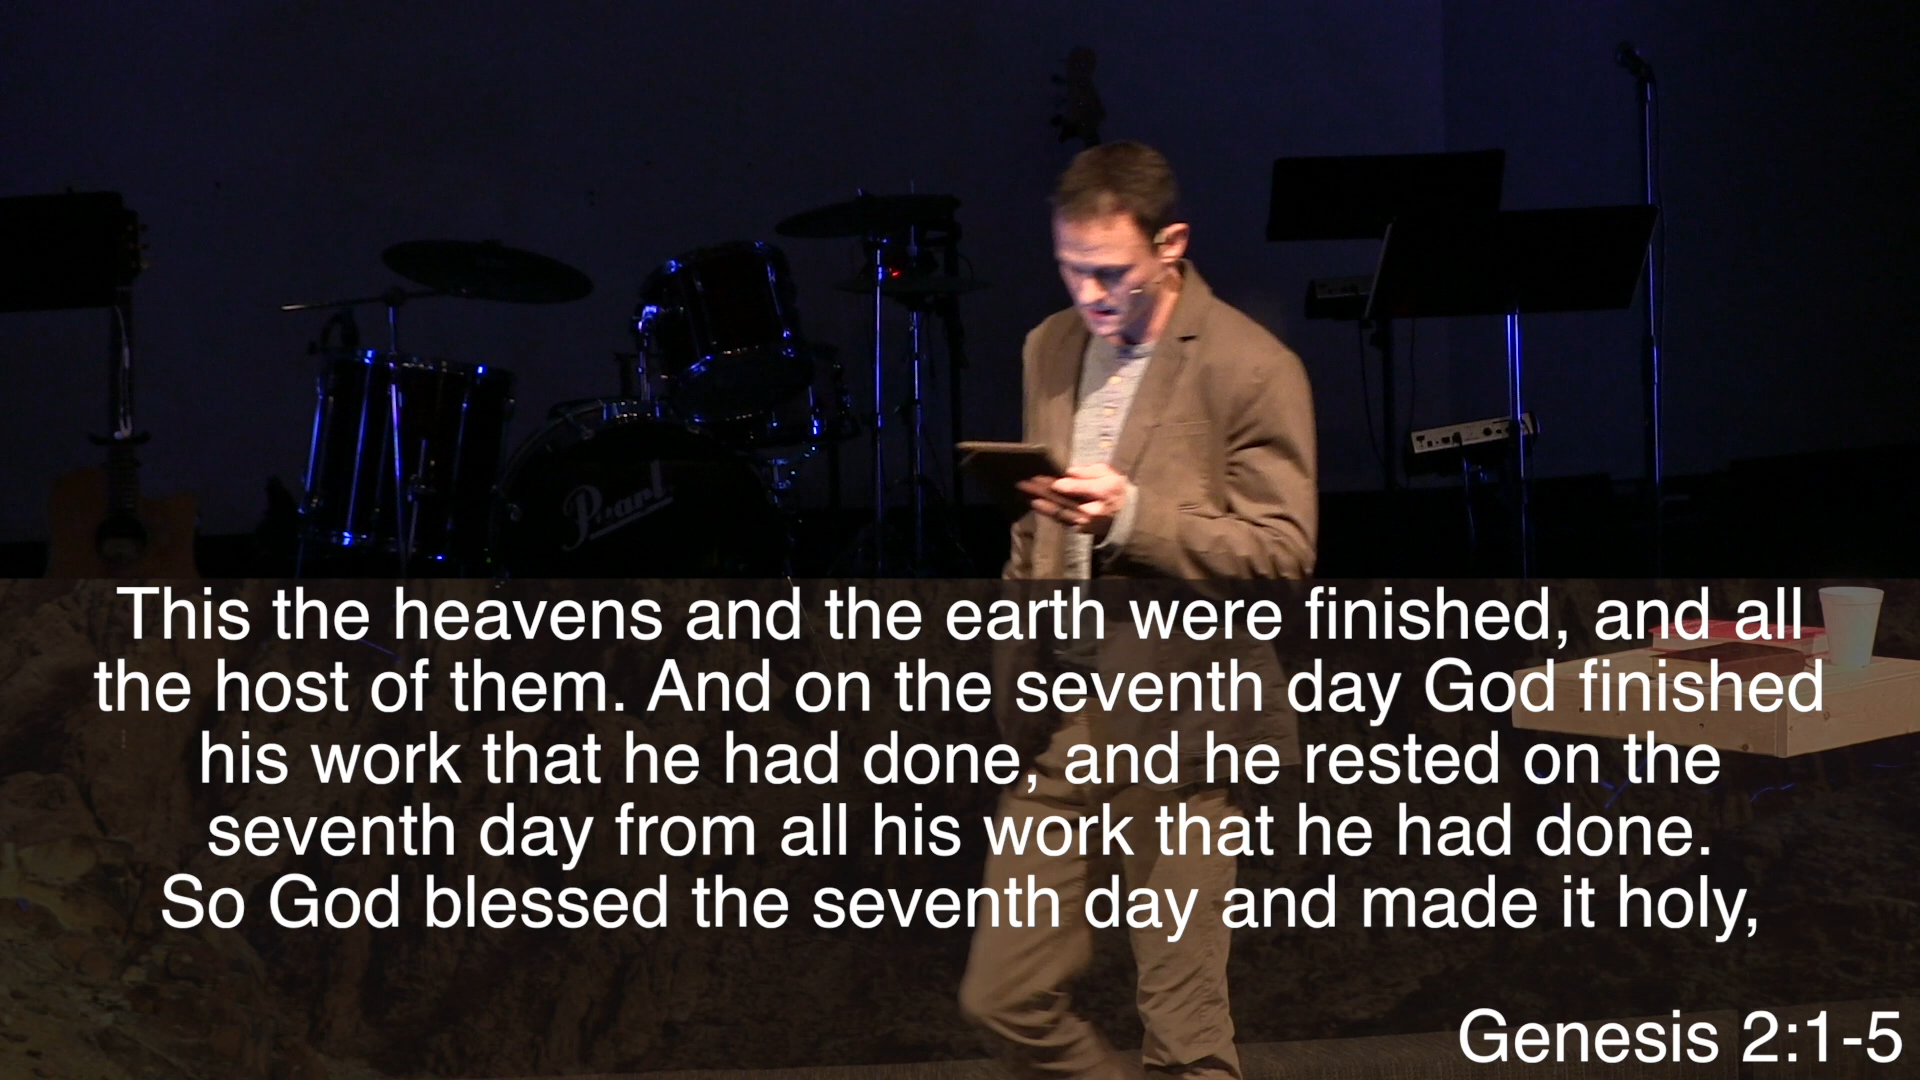 Pearl
This the heavens and the earth were finished, and all
the host of them. And on the seventh day God finished
his work that he had done, and he rested on the
seventh day from all his work that he had done.
So God blessed the seventh day and made it holy,
Genesis 2:1-5